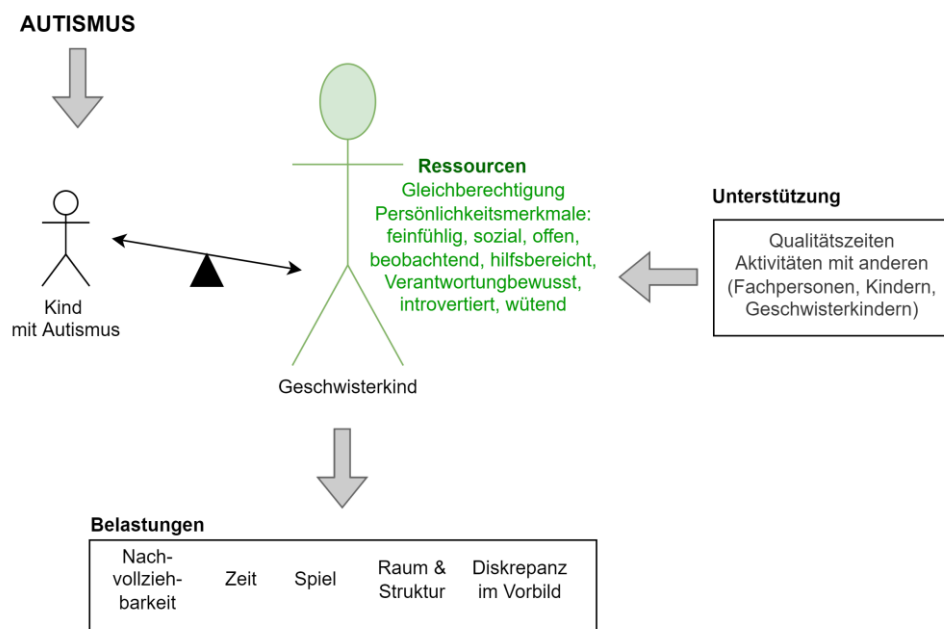 AUTISMUS
Kind
mit Autismus
Ressourcen
Gleichberechtigung
Persönlichkeitsmerkmale:
feinfühlig, sozial, offen,
beobachtend, hilfsbereicht,
Verantwortungbewusst,
introvertiert, wütend
Geschwisterkind
Unterstützung
Qualitätszeiten
Aktivitäten mit anderen
(Fachpersonen, Kindern,
Geschwisterkindern)
Belastungen
Nach-
vollzieh-
barkeit
Zeit
Spiel
Raum &
Struktur
Diskrepanz
im Vorbild